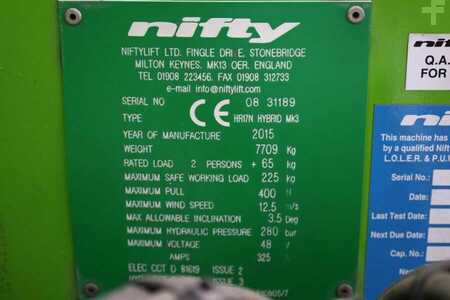 nifty
NIFTYLIFT LTD. FINGLE DRIVE, STONEBRIDGE
MILTON KEYNES, MK13 OER, ENGLAND
TEL 01908 223456, FAX 01908 312733
e-mail info@niftylift.com
SERIAL NO 08 31189
TYPE CE HR17N HYBRID MK3
YEAR OF MANUFACTURE 2015
WEIGHT 7709 Kg
RATED LOAD 2 PERSONS + 65 Kg
MAXIMUM SAFE WORKING LOAD 225 Kg
MAXIMUM PULL 400 N
MAXIMUM WIND SPEED 12.5 m/s
MAX ALLOWABLE INCLINATION 3.5 Deg
MAXIMUM HYDRAULIC PRESSURE 280 bar
MAXIMUM VOLTAGE 48 V
AMPS 325 A
ELEC CCT D 81619 ISSUE 2
ISSUE 3
nifty
Q.A.
FOR
nifty
This machine has
by a qualified Nift
L.O.L.E.R. & P.U.
Serial No.:
Date:
Last Test Date:
Next Test Due:
Cap. No.:
F